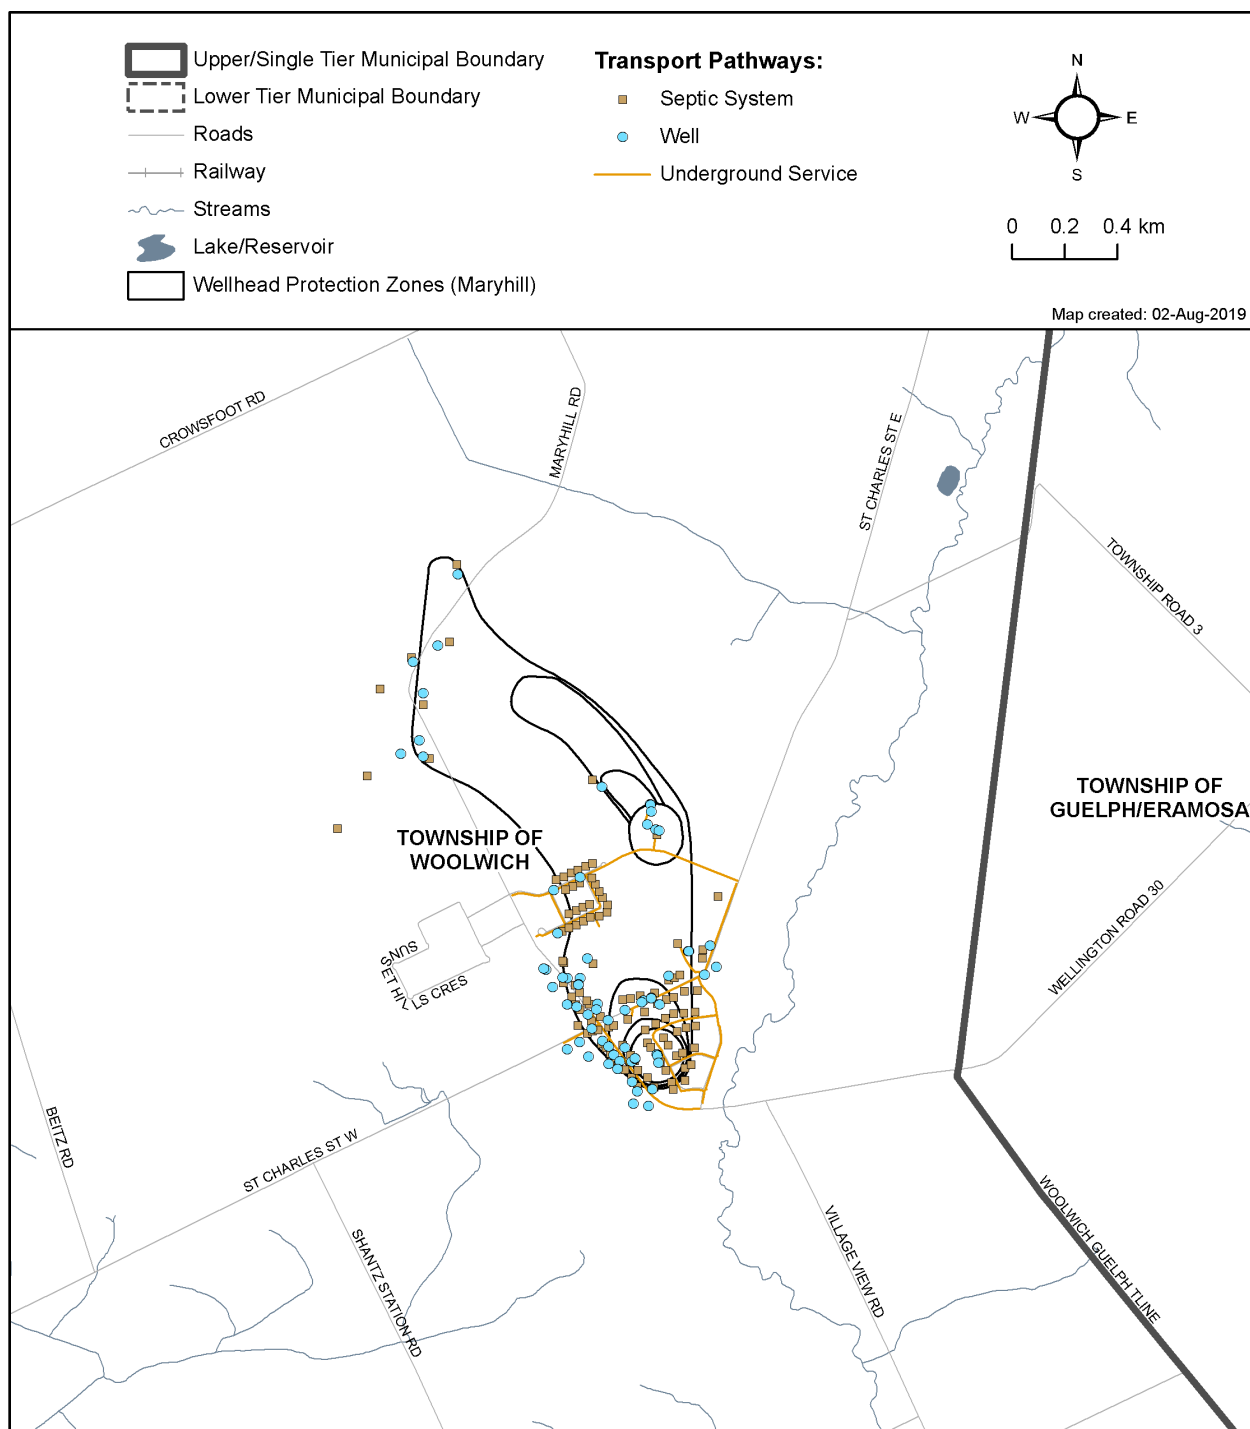 Upper/Single Tier Municipal Boundary
Lower Tier Municipal Boundary
Roads
Railway
Streams
Lake/Reservoir
Wellhead Protection Zones (Maryhill)
Transport Pathways:
Septic System
Well
Underground Service
N
W
E
S
0 0.2 0.4 km
Map created: 02-Aug-2019
CROWSFOOT RD
MARYHILL RD
ST CHARLES ST E
TOWNSHIP ROAD 3
TOWNSHIP OF
GUELPH/ERAMOSA
TOWNSHIP OF
WOOLWICH
WELLINGTON ROAD 30
SUNSET HILLS CRES
BEITZ RD
ST CHARLES ST W
SHANTZ STATION RD
VILLAGE VIEW RD
WOOLWICH GUELPH TLINE